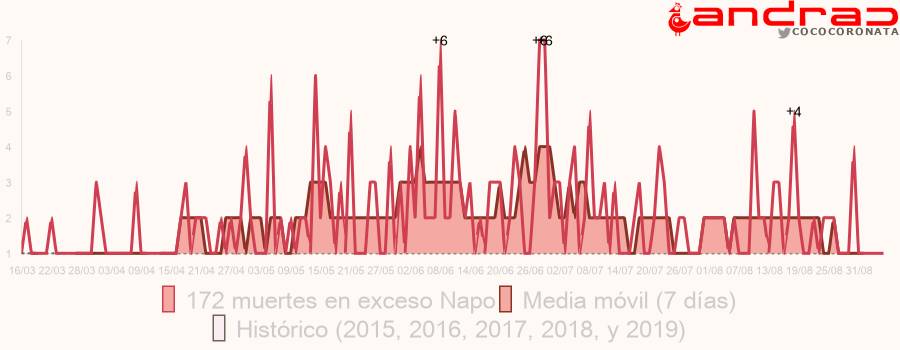 andrac
COCOCORONATA
+6 +6+6 +4
7
6
5
4
3
2
1
16/03 22/03 28/03 03/04 09/04 15/04 21/04 27/04 03/05 09/05 15/05 21/05 27/05 02/06 08/06 14/06 20/06 26/06 02/07 08/07 14/07 20/07 26/07 01/08 07/08 13/08 19/08 25/08 31/08
172 muertes en exceso Napo Media móvil (7 días)
Histórico (2015, 2016, 2017, 2018, y 2019)